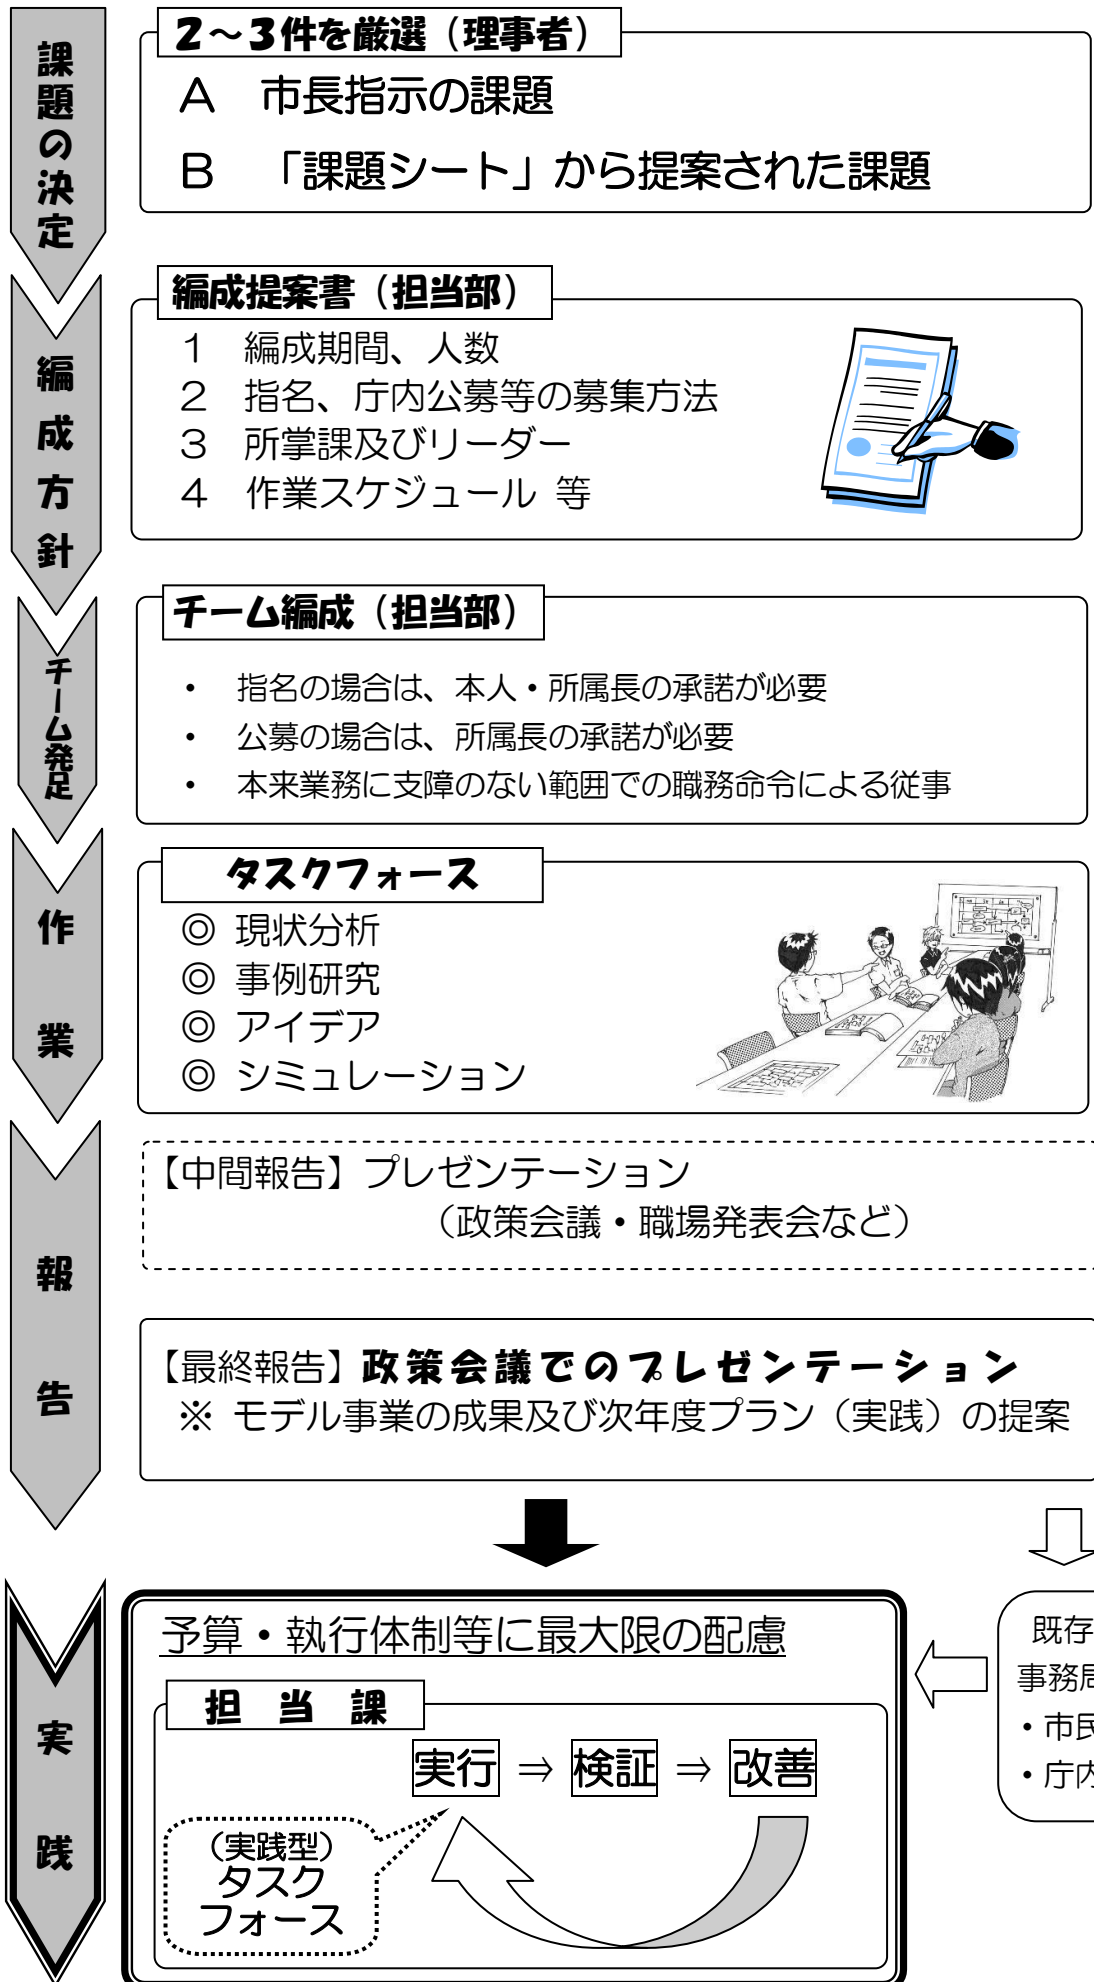 課題の決定
2～3件を厳選（理事者）
A　市長指示の課題
B　「課題シート」から提案された課題
編成方針
編成提案書（担当部）
1　編成期間、人数
2　指名、庁内公募等の募集方法
3　所掌課及びリーダー
4　作業スケジュール 等
チーム発足
チーム編成（担当部）
・　指名の場合は、本人・所属長の承諾が必要
・　公募の場合は、所属長の承諾が必要
・　本来業務に支障のない範囲での職務命令による従事
作業
タスクフォース
◎ 現状分析
◎ 事例研究
◎ アイデア
◎ シミュレーション
報告
【中間報告】プレゼンテーション
（政策会議・職場発表会など）
【最終報告】政策会議でのプレゼンテーション
※ モデル事業の成果及び次年度プラン（実践）の提案
実践
予算・執行体制等に最大限の配慮
担当課
実行 ⇒ 検証 ⇒ 改善
（実践型）
タスク
フォース
既存
事務局
・市民
・庁内